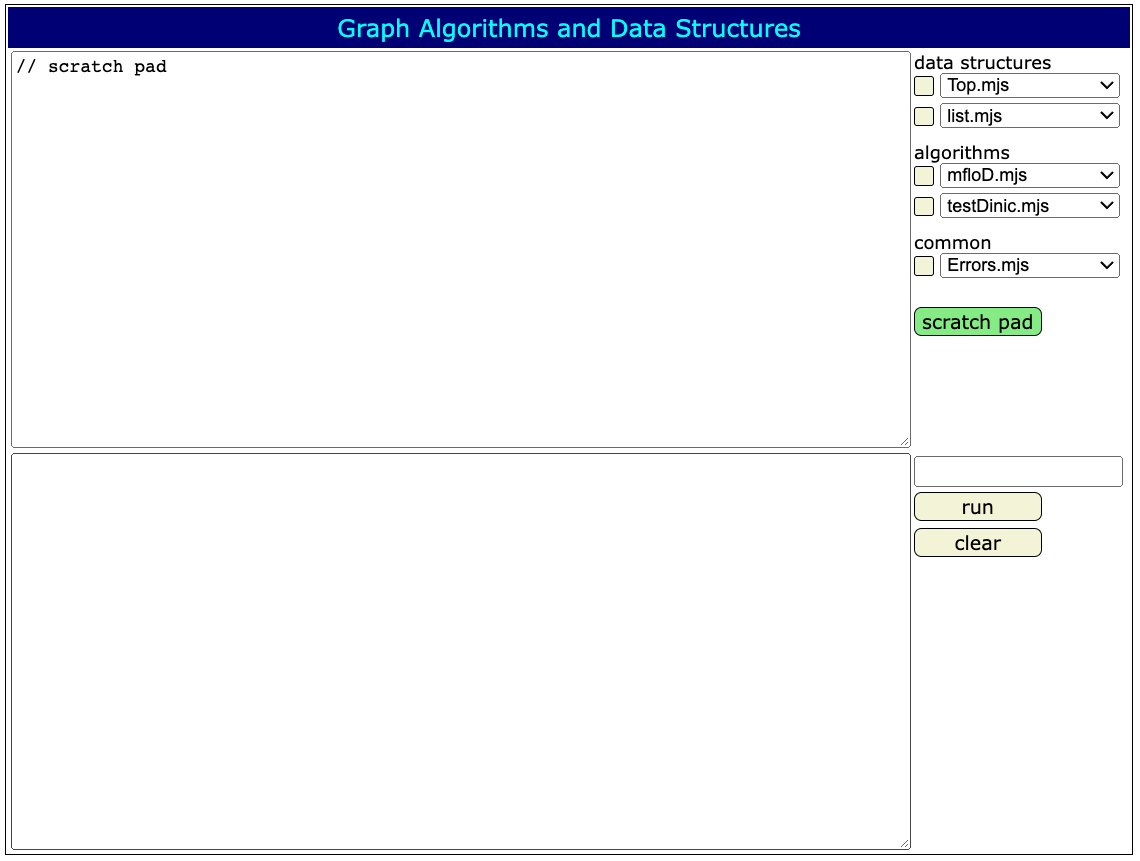 Graph Algorithms and Data Structures
// scratch pad
data structures
Top.mjs
list.mjs
algorithms
mfloD.mjs
testDinic.mjs
common
Errors.mjs
scratch pad
run
clear